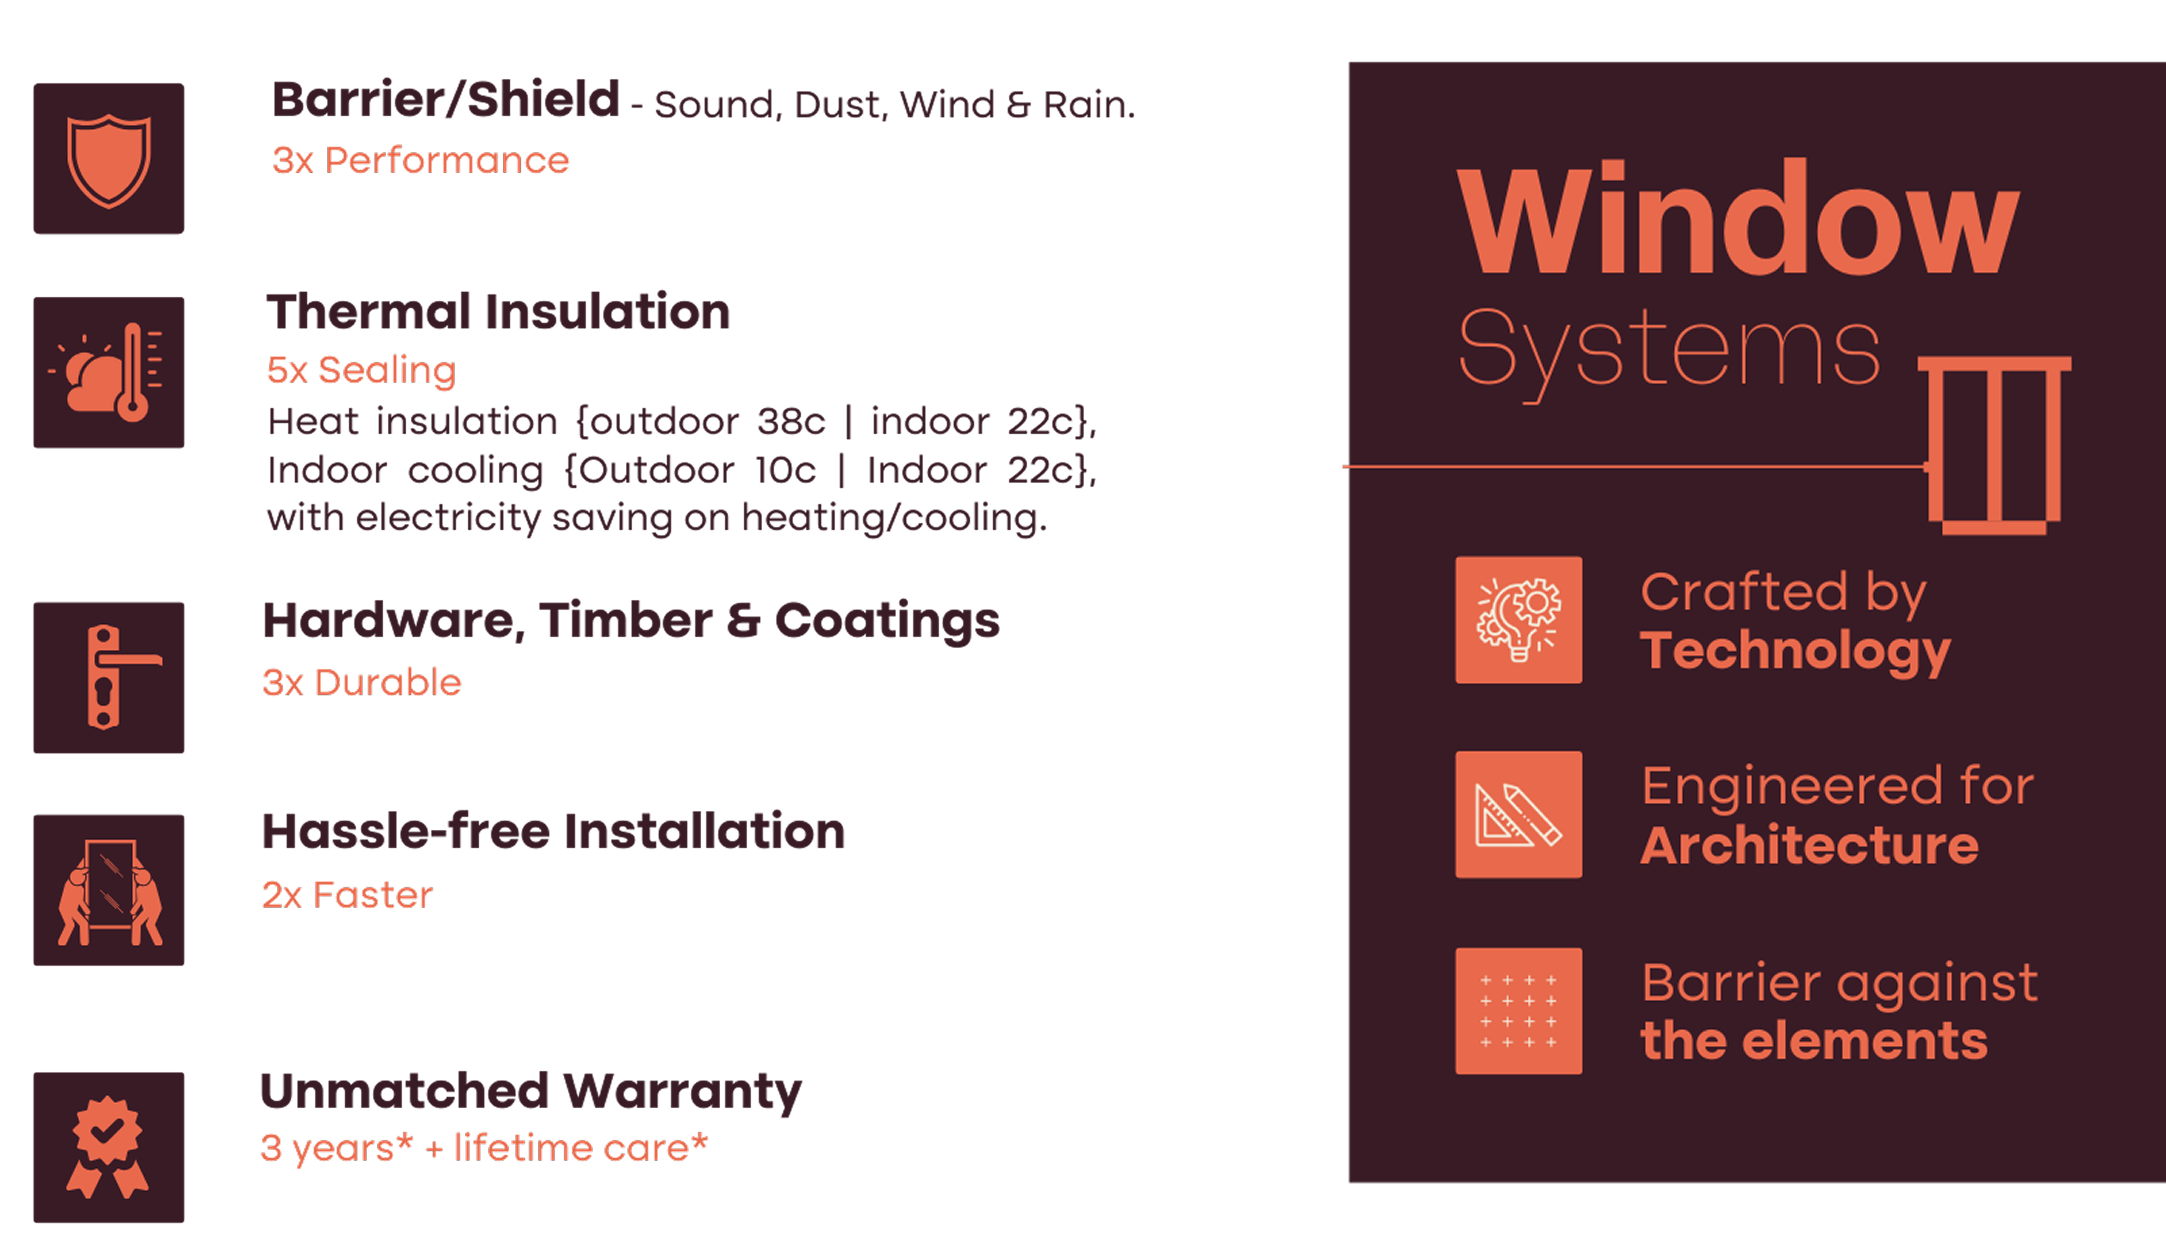 Barrier/Shield - Sound, Dust, Wind & Rain.
3x Performance
Thermal Insulation
5x Sealing
Heat insulation {outdoor 38c | indoor 22c},
Indoor cooling {Outdoor 10c | Indoor 22c},
with electricity saving on heating/cooling.
Hardware, Timber & Coatings
3x Durable
Hassle-free Installation
2x Faster
Unmatched Warranty
3 years* + lifetime care*
Window
Systems
Crafted by
Technology
Engineered for
Architecture
Barrier against
the elements